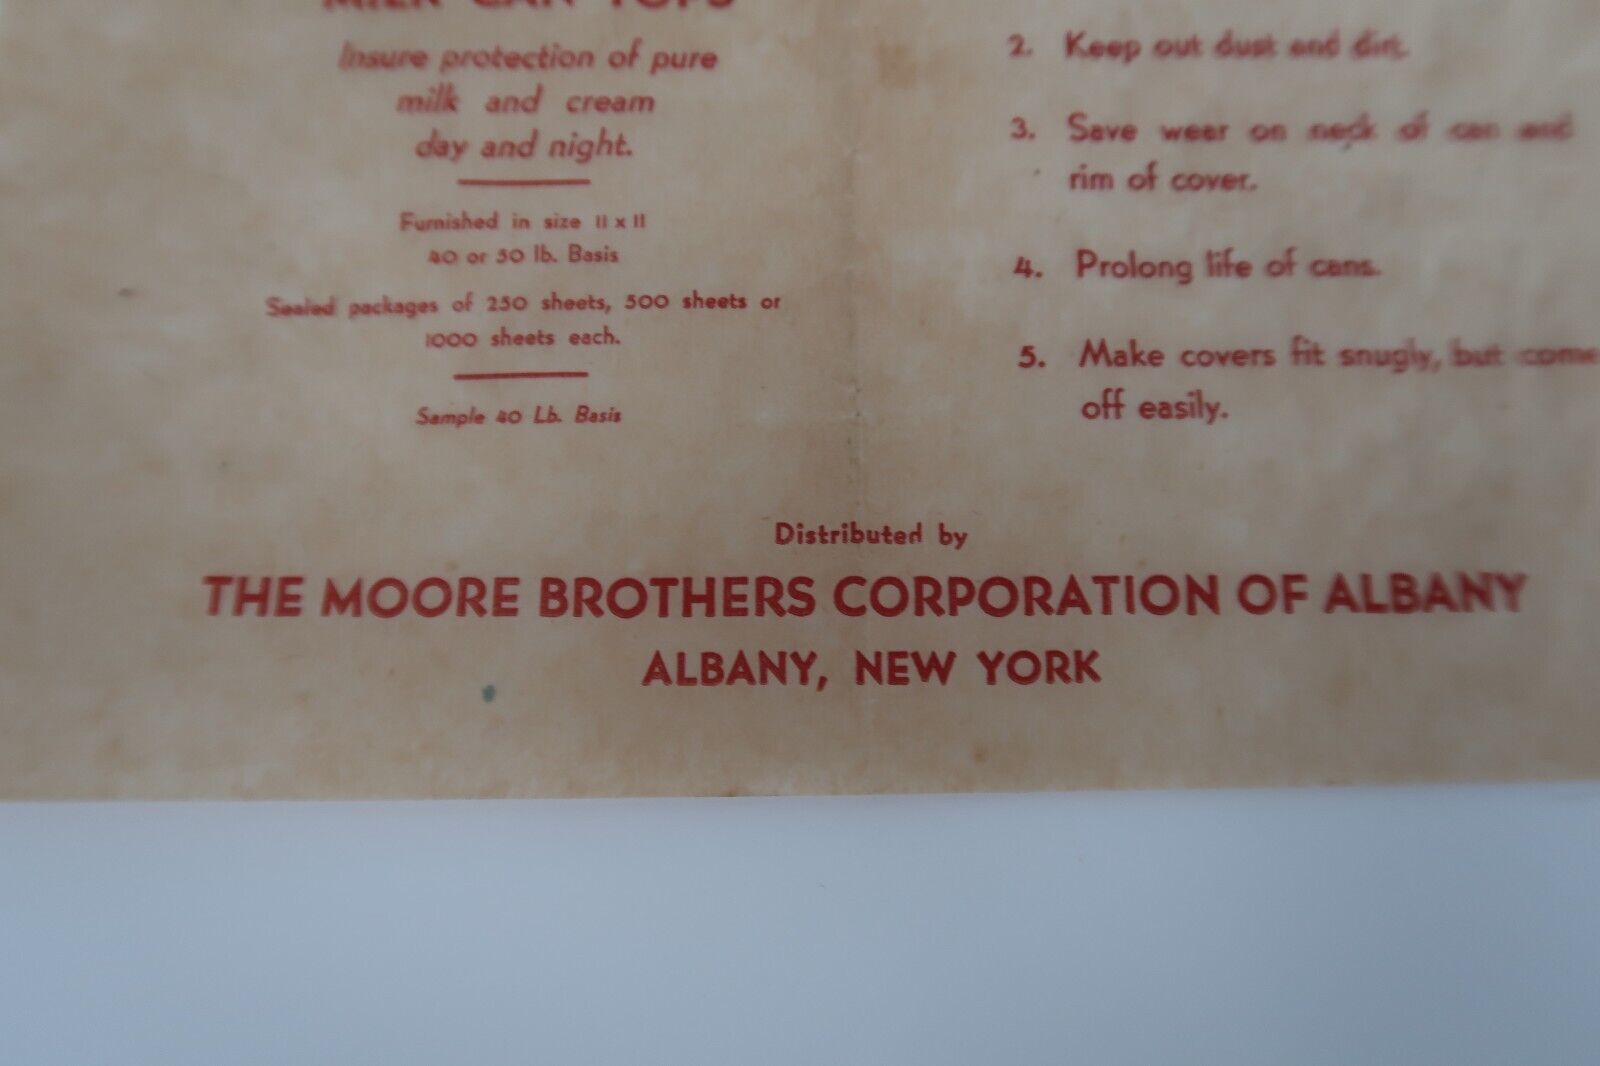 MILK CAN TOPS
Insure protection of pure
milk and cream
day and night.
Furnished in size 11 x 11
40 or 50 lb. Basis
Sealed packages of 250 sheets, 500 sheets or
1000 sheets each.
Sample 40 Lb. Basis
2. Keep out dust and dirt.
3. Save wear on neck of can and
rim of cover.
4. Prolong life of cans.
5. Make covers fit snugly, but come
off easily.
Distributed by
THE MOORE BROTHERS CORPORATION OF ALBANY
ALBANY, NEW YORK